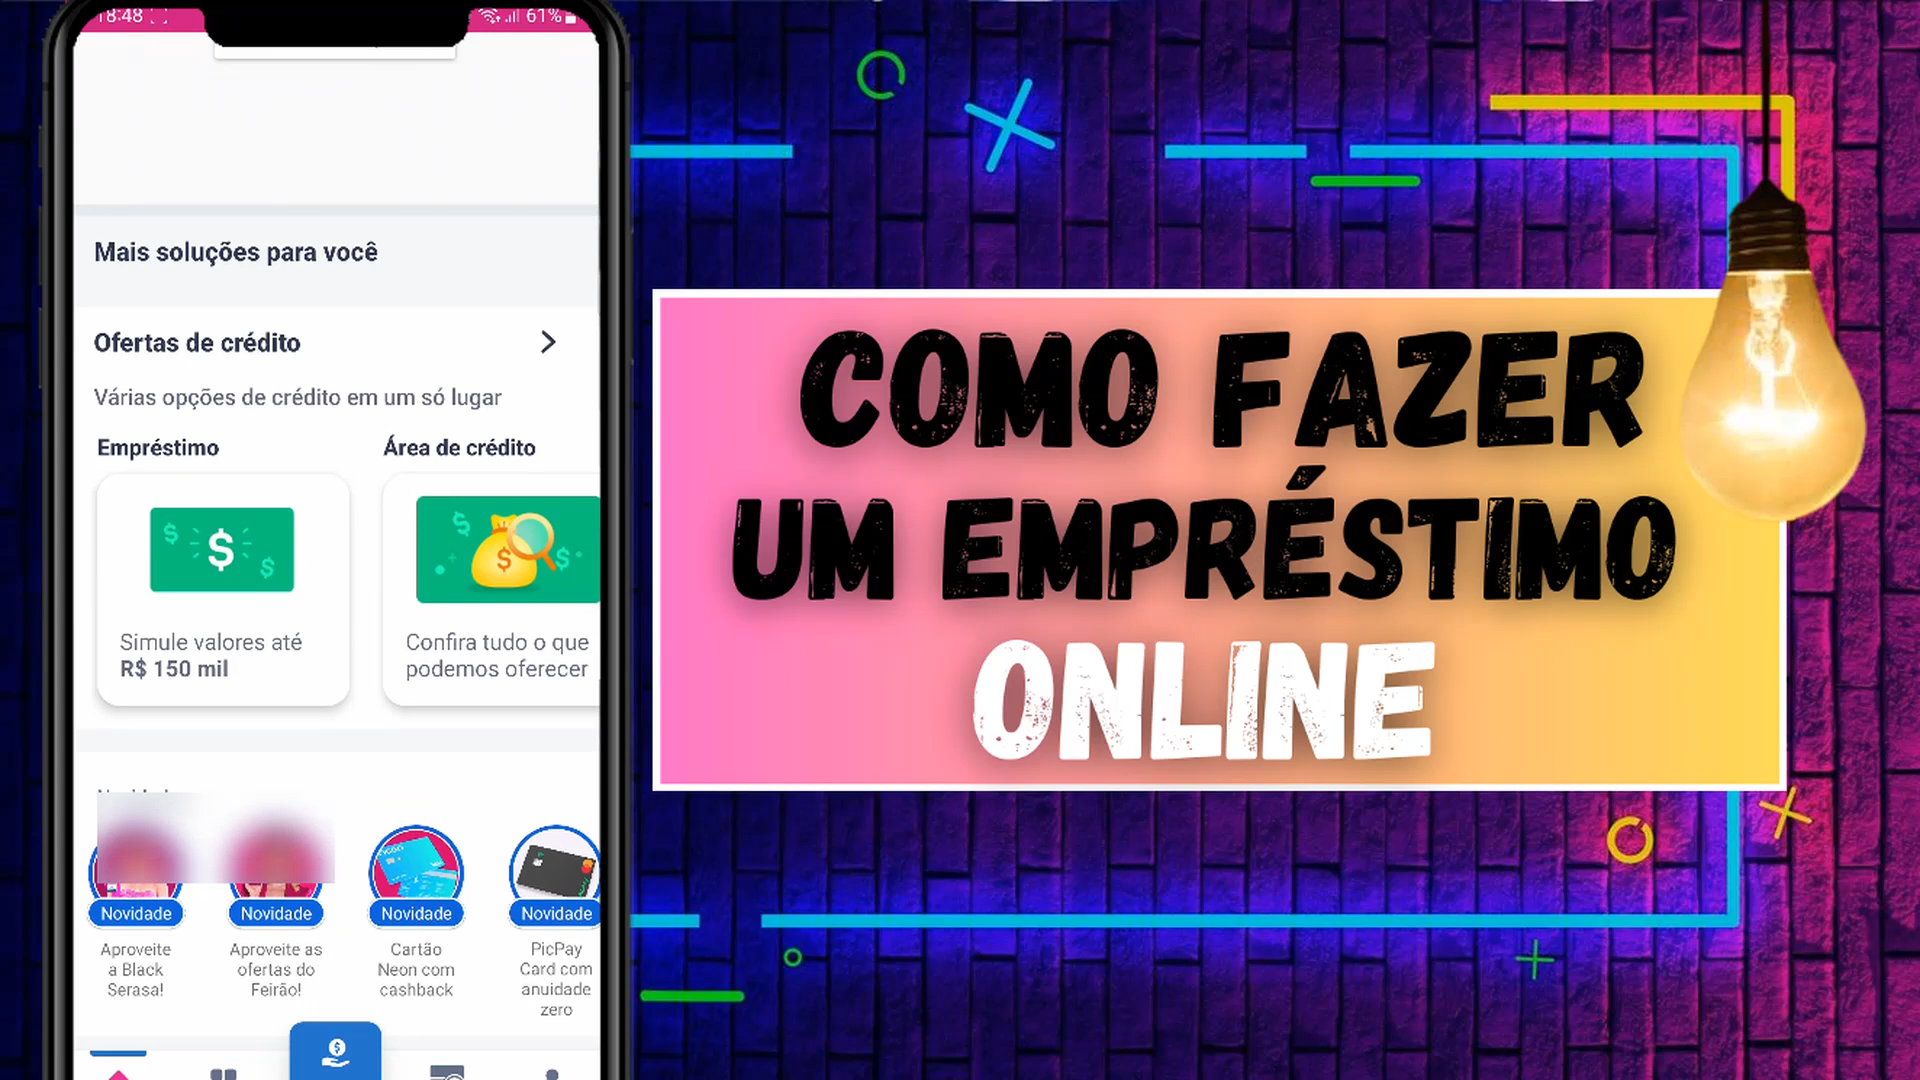 18:48
61%
Mais soluções para você
Ofertas de crédito
Várias opções de crédito em um só lugar
Empréstimo
Área de crédito
Simule valores até
R$ 150 mil
Confira tudo o que
podemos oferecer
Novidade
Novidade
Novidade
Novidade
Aproveite
a Black
Serasa!
Aproveite as
ofertas do
Feirão!
Cartão
Neon com
cashback
PicPay
Card com
anuidade
zero
COMO FAZER
UM EMPRÉSTIMO
ONLINE